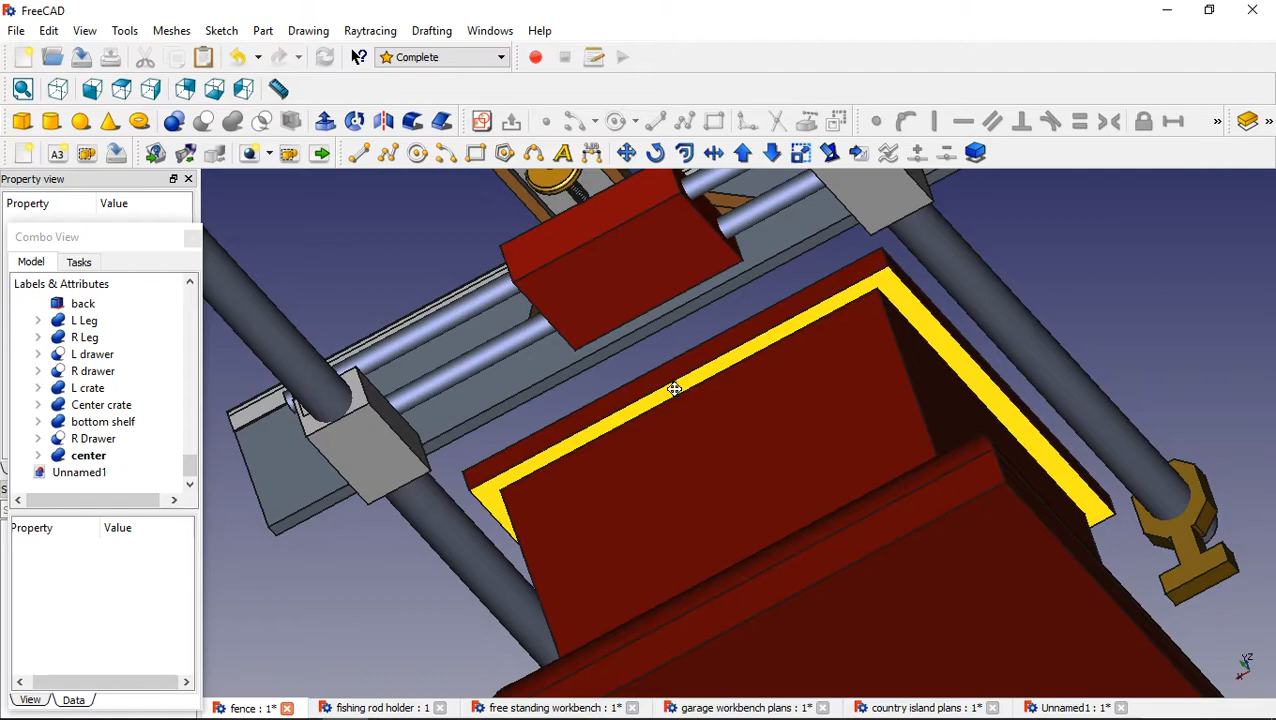 FreeCAD
File Edit View Tools Meshes Sketch Part Drawing Raytracing Drafting Windows Help
Complete
A3
Property view
Property Value
Combo View
Model Tasks
Labels & Attributes
back
L Leg
R Leg
L drawer
R drawer
L crate
Center crate
bottom shelf
R Drawer
center
Unnamed1
Property Value
View Data
fence : 1* fishing rod holder : 1 free standing workbench : 1* garage workbench plans : 1* country island plans : 1* Unnamed1 : 1*
YZ